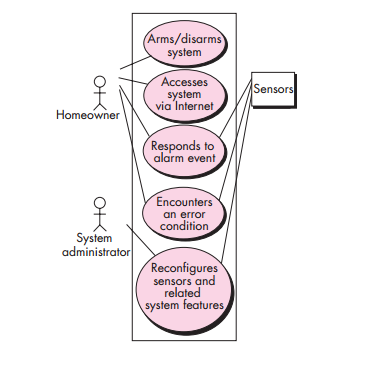 Arms/disarms
system
Accesses
system
via Internet
Sensors
Homeowner
Responds to
alarm event
Encounters
an error
condition
System
administrator
Reconfigures
sensors and
related
system features